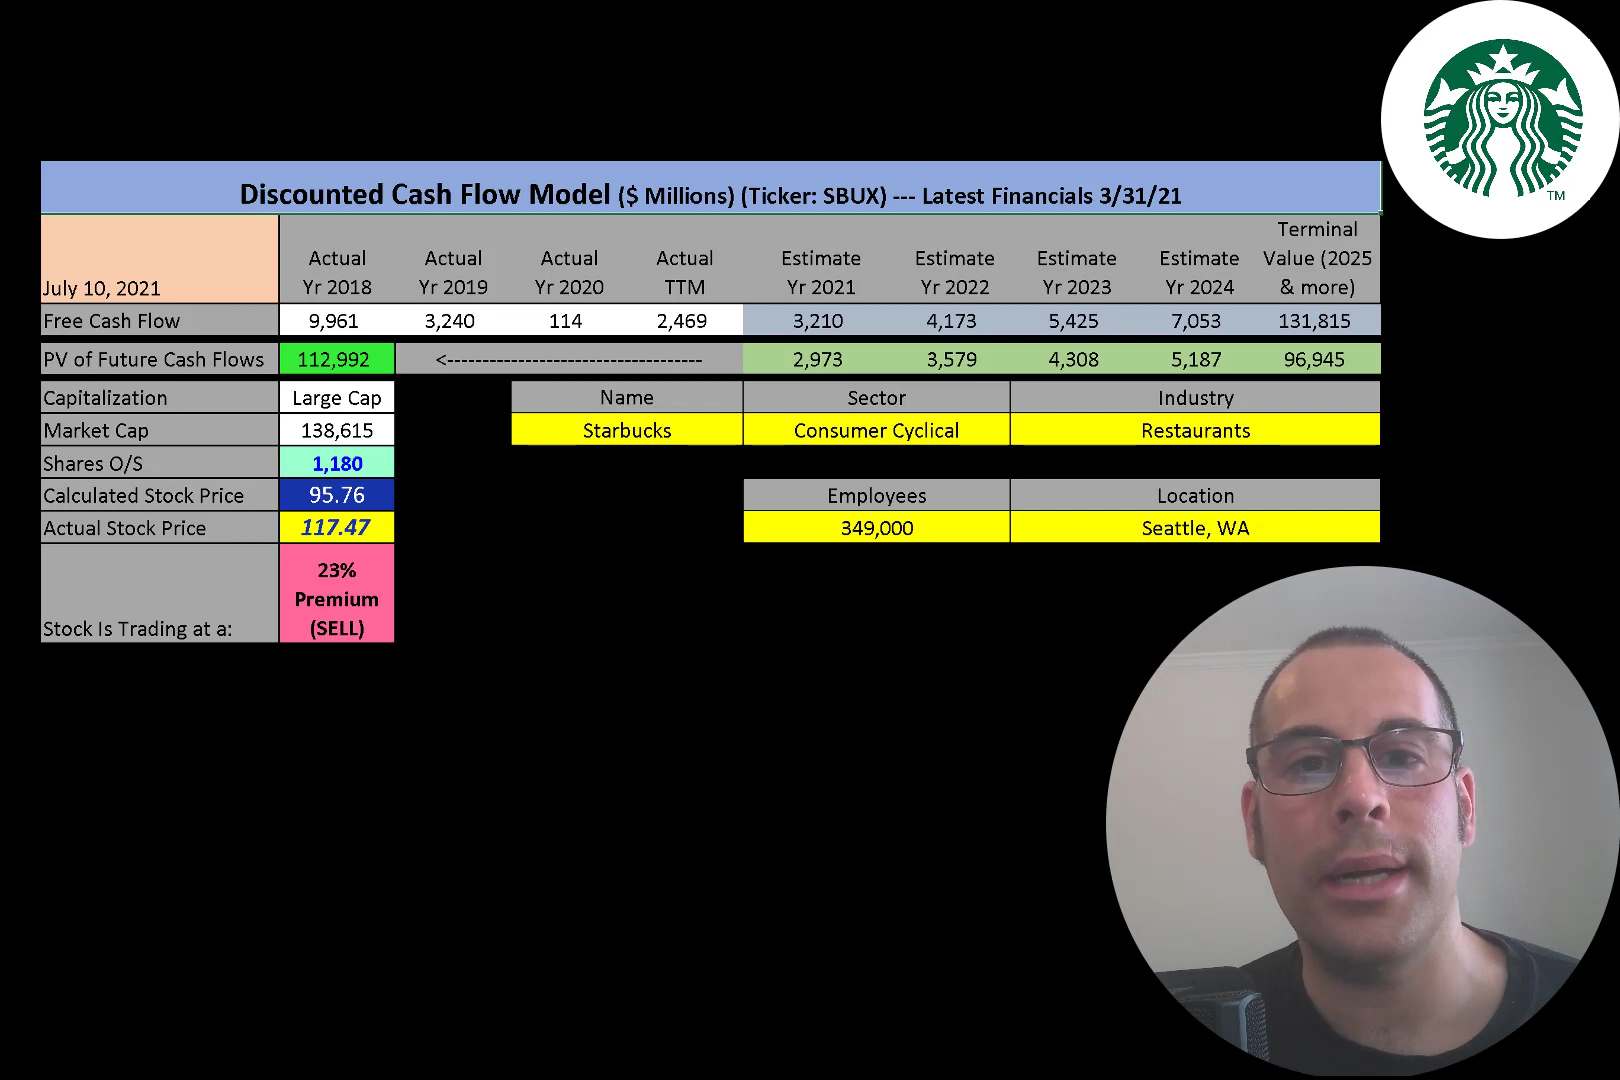 Discounted Cash Flow Model ($ Millions) (Ticker: SBUX) --- Latest Financials 3/31/21
July 10, 2021 Actual Yr 2018 Actual Yr 2019 Actual Yr 2020 Actual TTM Estimate Yr 2021 Estimate Yr 2022 Estimate Yr 2023 Estimate Yr 2024 Terminal Value (2025 & more)
Free Cash Flow 9,961 3,240 114 2,469 3,210 4,173 5,425 7,053 131,815
PV of Future Cash Flows 112,992 <----------------------------------- 2,973 3,579 4,308 5,187 96,945
Capitalization Large Cap Name Sector Industry
Market Cap 138,615 Starbucks Consumer Cyclical Restaurants
Shares O/S 1,180
Calculated Stock Price 95.76 Employees Location
Actual Stock Price 117.47 349,000 Seattle, WA
Stock Is Trading at a: 23% Premium (SELL)
TM